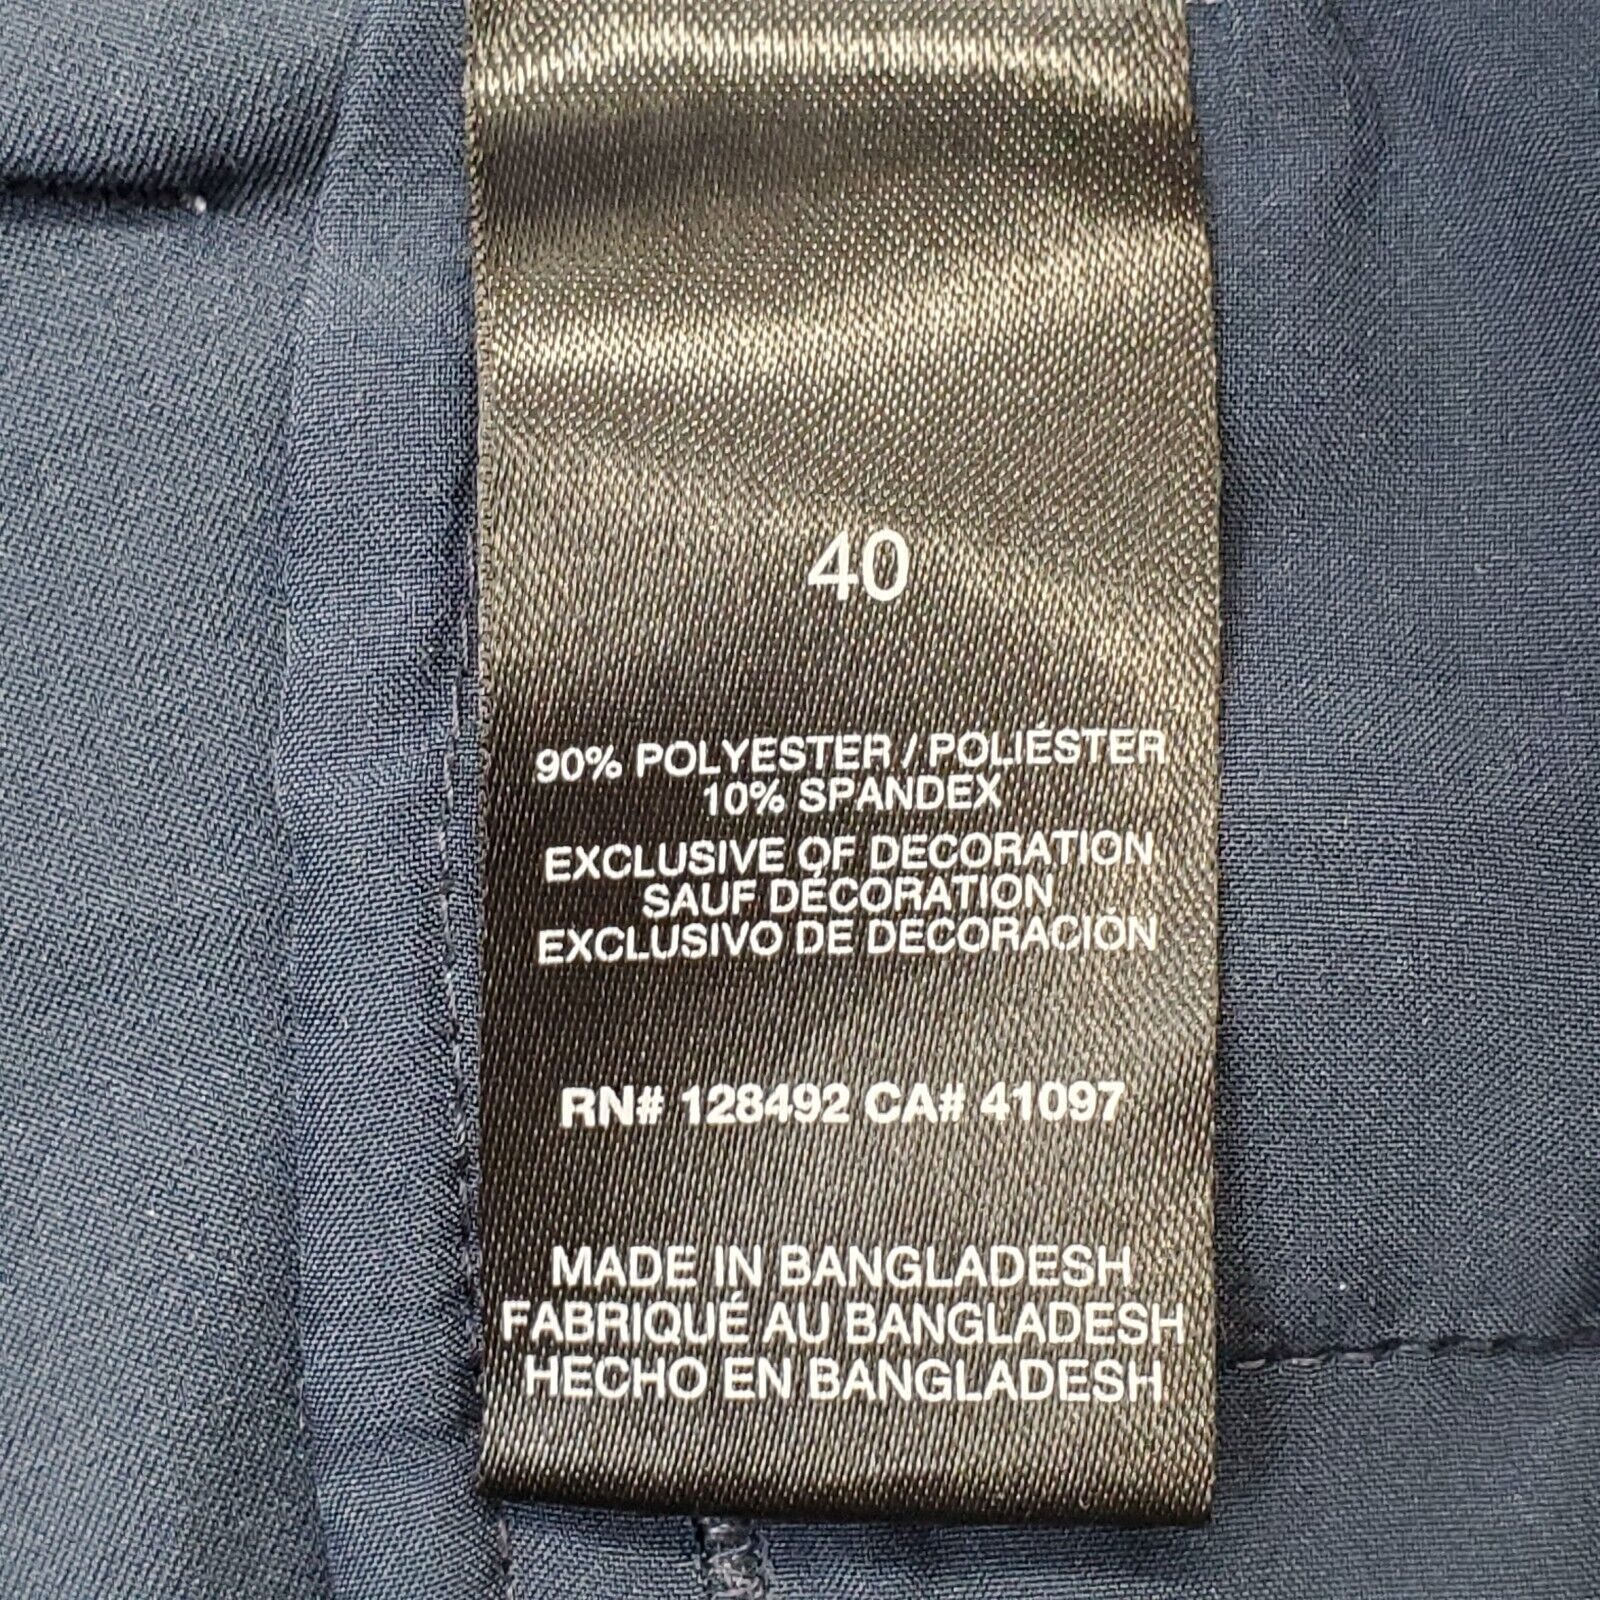 40
90% POLYESTER / POLIÉSTER
10% SPANDEX
EXCLUSIVE OF DECORATION
SAUF DÉCORATION
EXCLUSIVO DE DECORACIÓN
RN# 128492 CA# 41097
MADE IN BANGLADESH
FABRIQUÉ AU BANGLADESH
HECHO EN BANGLADESH